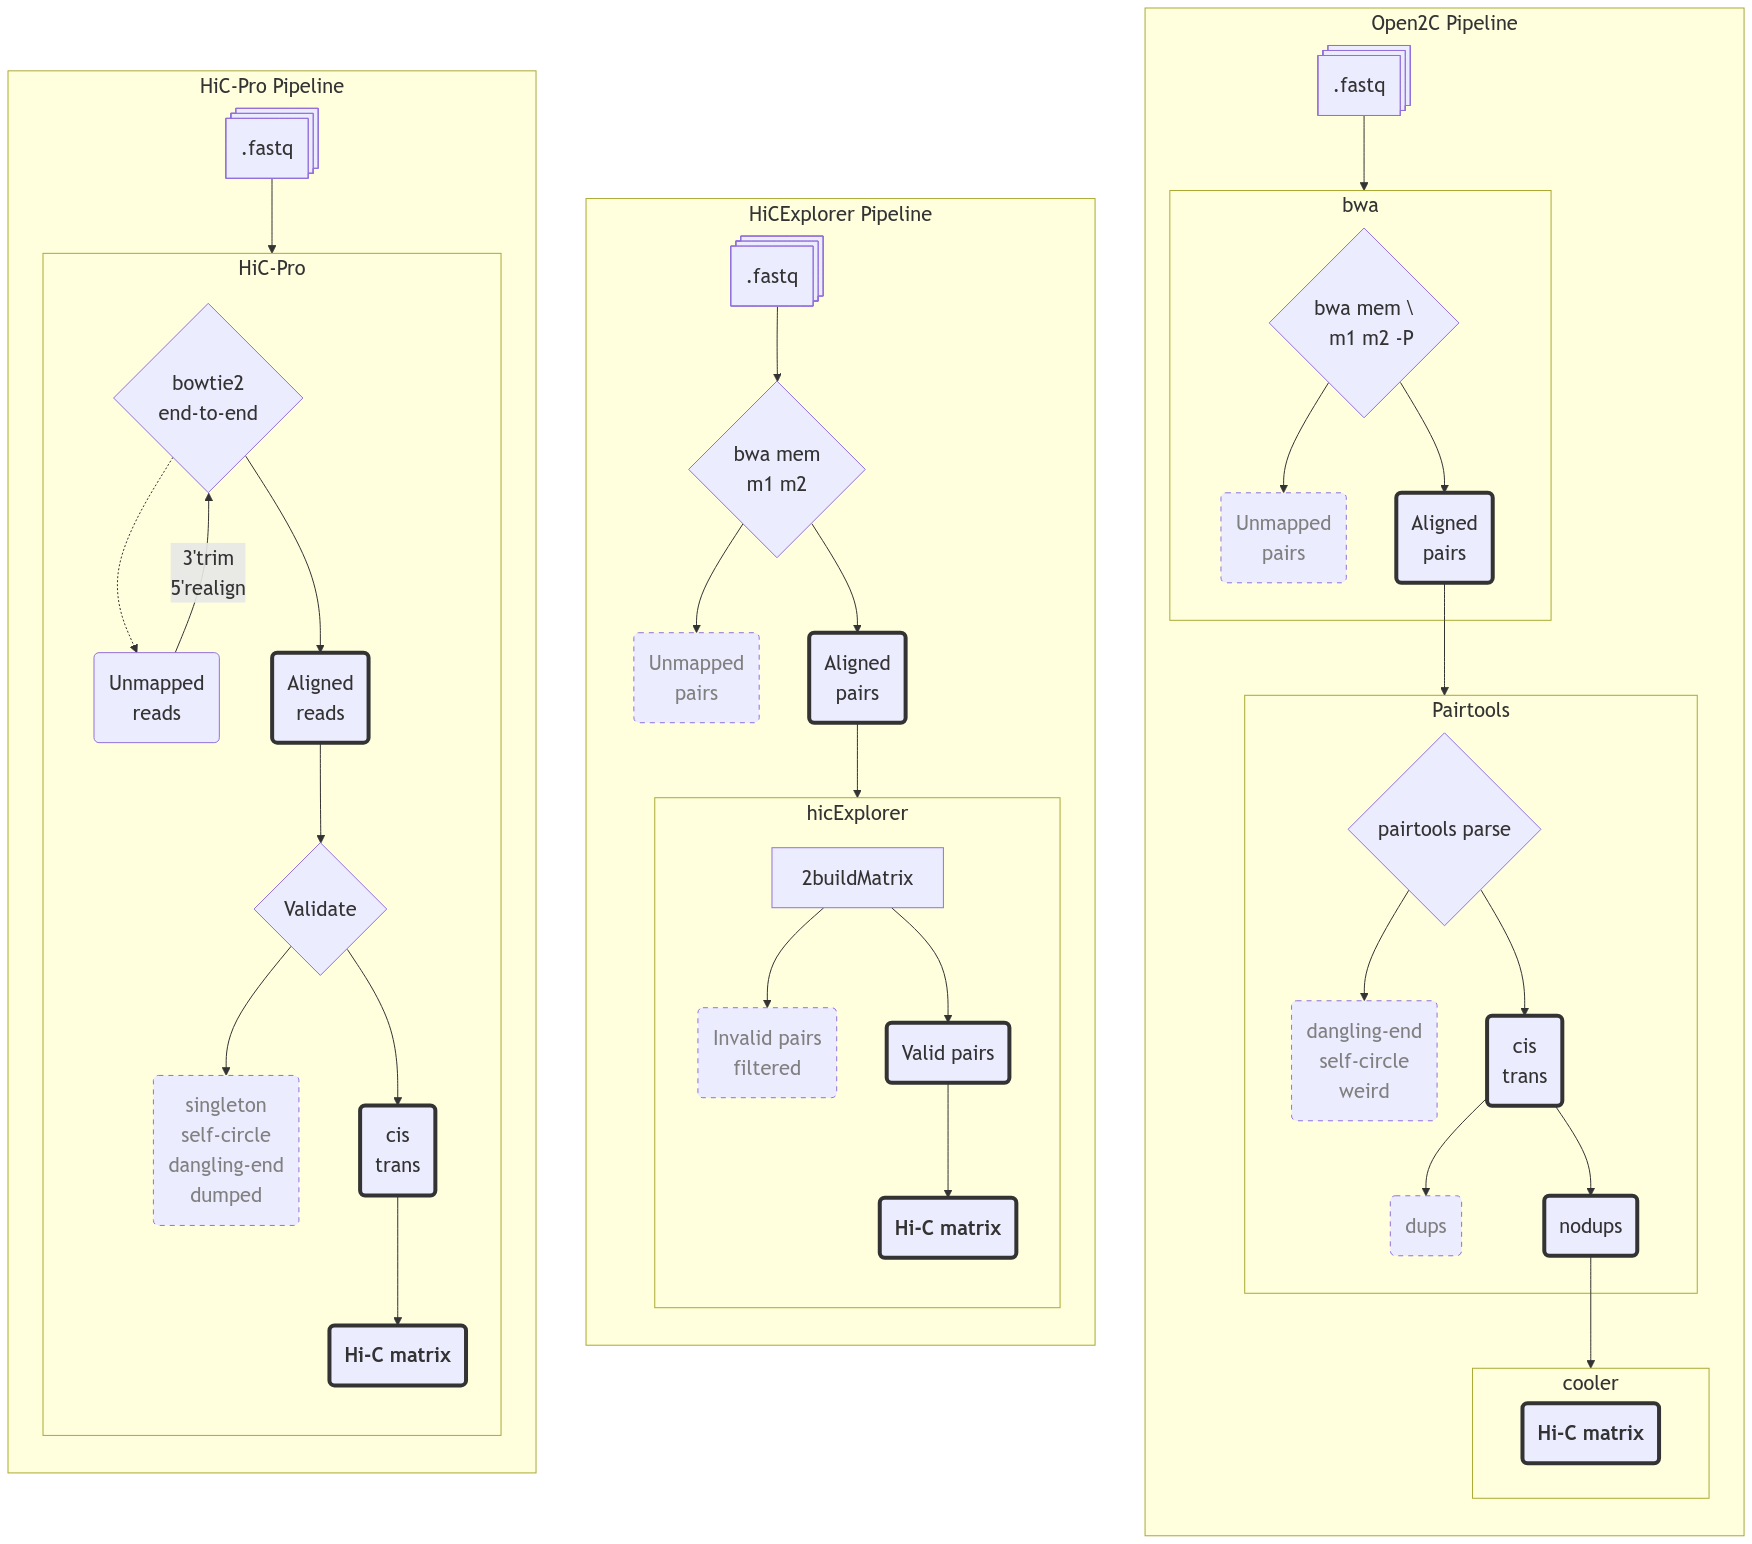 HiC-Pro Pipeline
.fastq
HiC-Pro
bowtie2
end-to-end
3'trim
5'realign
Unmapped
reads
Aligned
reads
Validate
singleton
self-circle
dangling-end
dumped
cis
trans
Hi-C matrix
HiCExplorer Pipeline
.fastq
bwa mem
m1 m2
Unmapped
pairs
Aligned
pairs
hicExplorer
2buildMatrix
Invalid pairs
filtered
Valid pairs
Hi-C matrix
Open2C Pipeline
.fastq
bwa
bwa mem \
m1 m2 -P
Unmapped
pairs
Aligned
pairs
Pairtools
pairtools parse
dangling-end
self-circle
weird
cis
trans
dups
nodups
cooler
Hi-C matrix